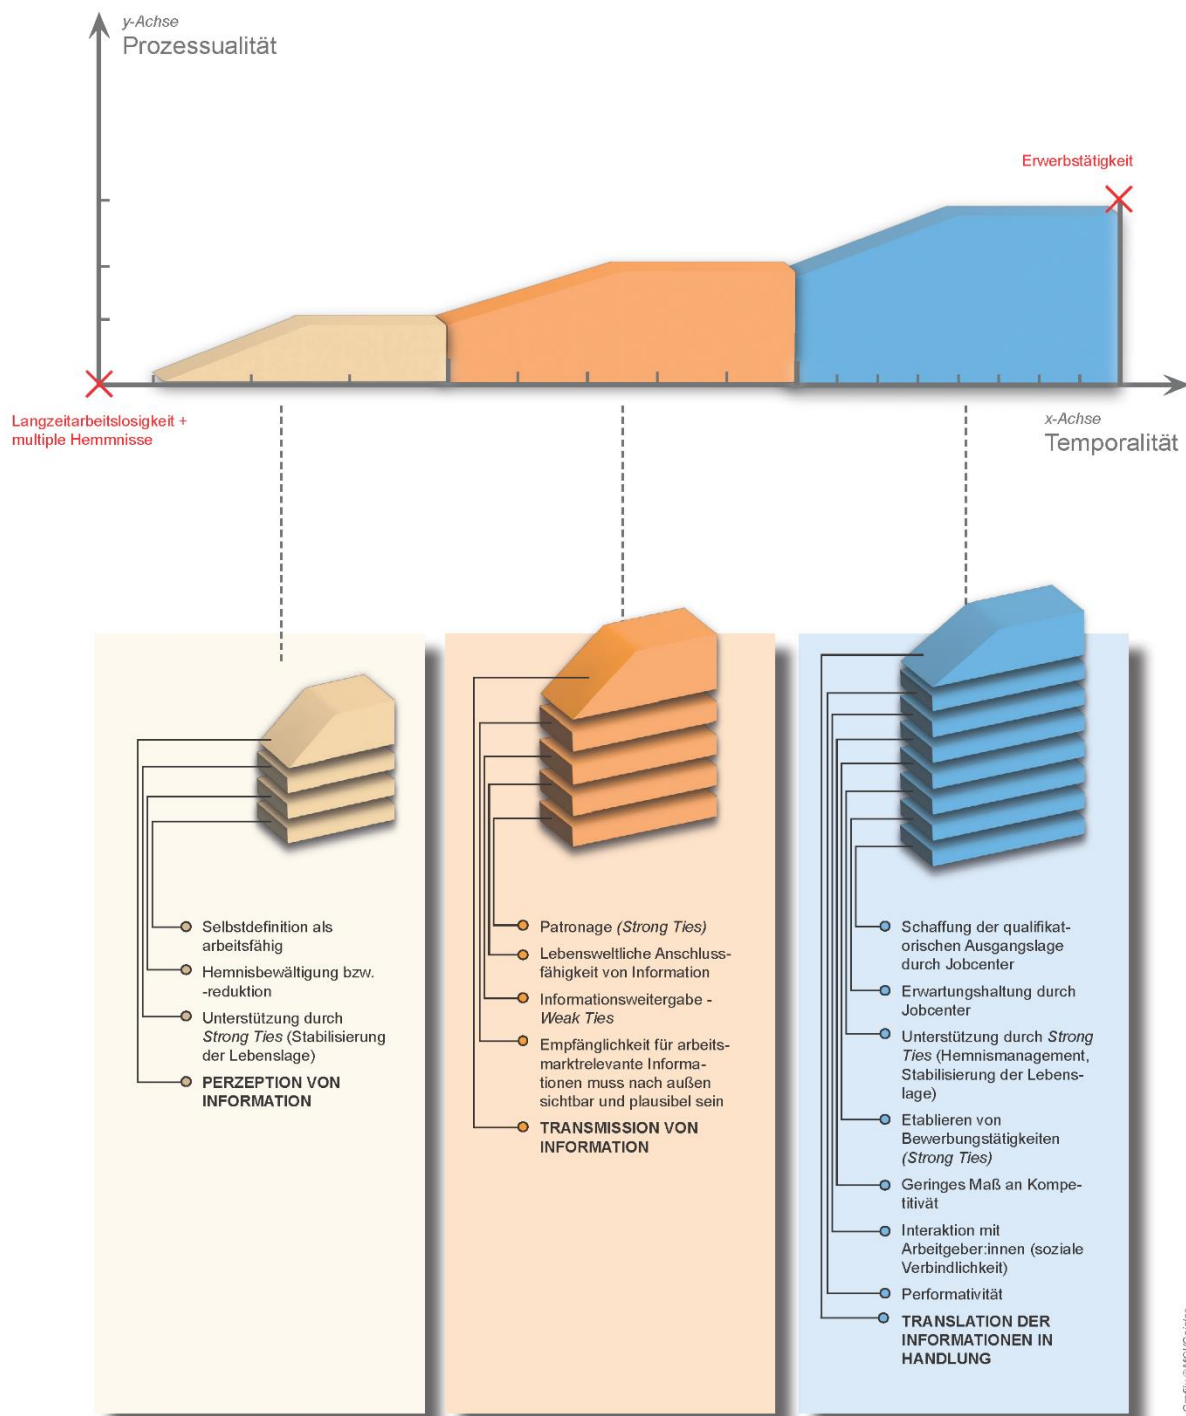 y-Achse
Prozessualität
Erwerbstätigkeit
Langzeitarbeitslosigkeit +
multiple Hemmnisse
x-Achse
Temporalität
Selbstdefinition als
arbeitsfähig
Hemnisbewältigung bzw.
-reduktion
Unterstützung durch
Strong Ties (Stabilisierung
der Lebenslage)
PERZEPTION VON
INFORMATION
Patronage (Strong Ties)
Lebensweltliche Anschluss-
fähigkeit von Information
Informationsweitergabe -
Weak Ties
Empfänglichkeit für arbeits-
marktrelevante Informa-
tionen muss nach außen
sichtbar und plausibel sein
TRANSMISSION VON
INFORMATION
Schaffung der qualifikat-
orischen Ausgangslage
durch Jobcenter
Erwartungshaltung durch
Jobcenter
Unterstützung durch Strong
Ties (Hemnismanagement,
Stabilisierung der Lebens-
lage)
Etablieren von
Bewerbungstätigkeiten
(Strong Ties)
Geringes Maß an Kompe-
titivät
Interaktion mit
Arbeitgeber:innen (soziale
Verbindlichkeit)
Performativität
TRANSLATION DER
INFORMATIONEN IN
HANDLUNG